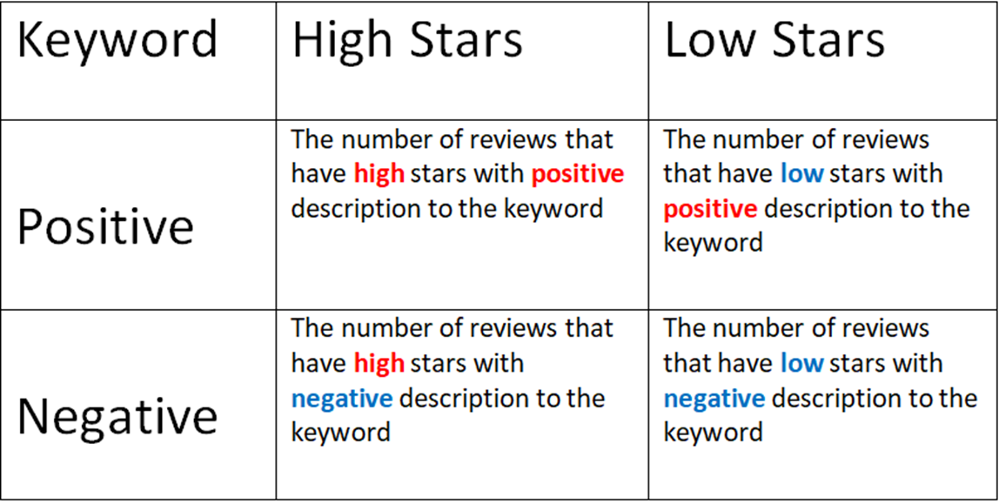 Keyword
High Stars
Low Stars
Positive
The number of reviews that
have high stars with positive
description to the keyword
The number of reviews
that have low stars with
positive description to the
keyword
Negative
The number of reviews that
have high stars with
negative description to the
keyword
The number of reviews
that have low stars with
negative description to the
keyword